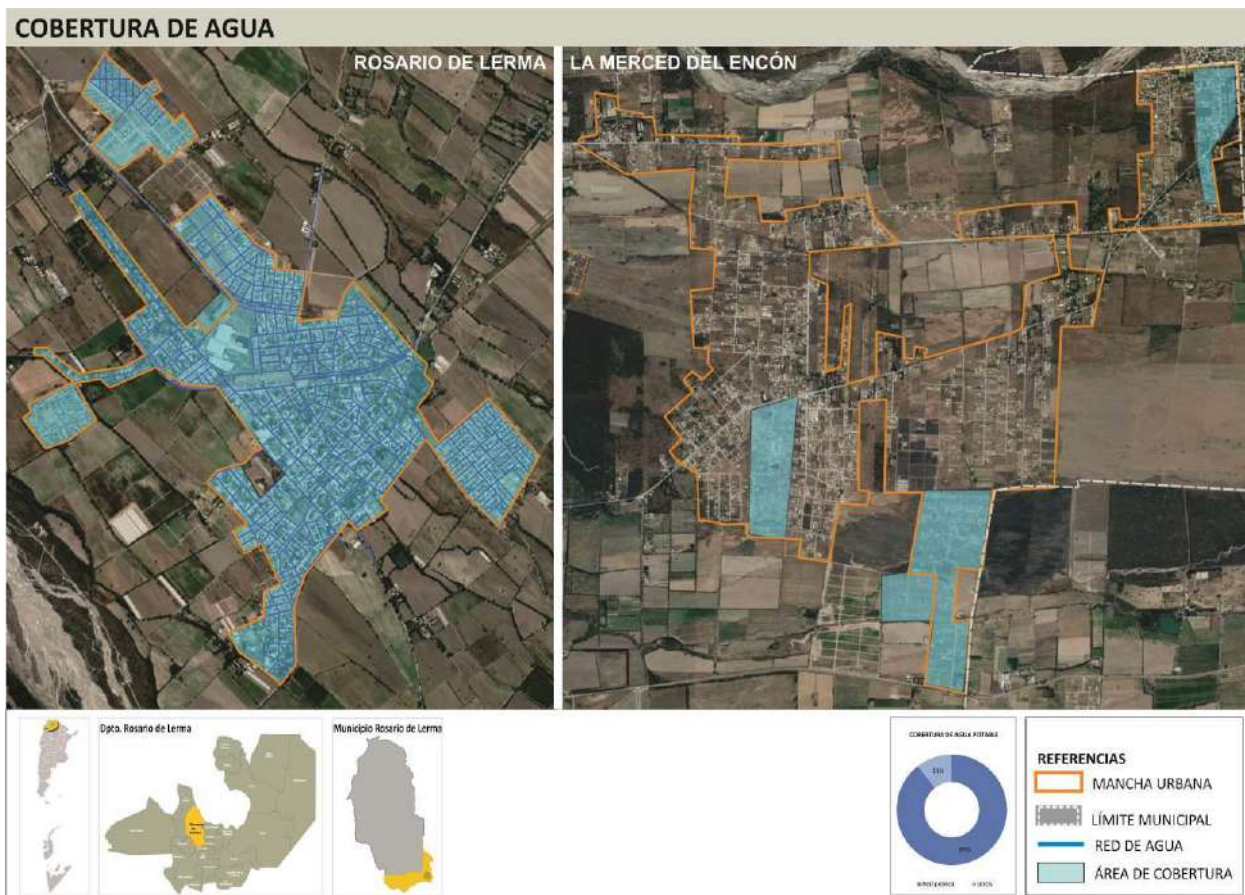 COBERTURA DE AGUA
ROSARIO DE LERMA
LA MERCED DEL ENCÓN
Dpto. Rosario de Lerma
Municipio Rosario de Lerma
COBERTURA DE AGUA POTABLE
REFERENCIAS
MANCHA URBANA
LÍMITE MUNICIPAL
RED DE AGUA
ÁREA DE COBERTURA